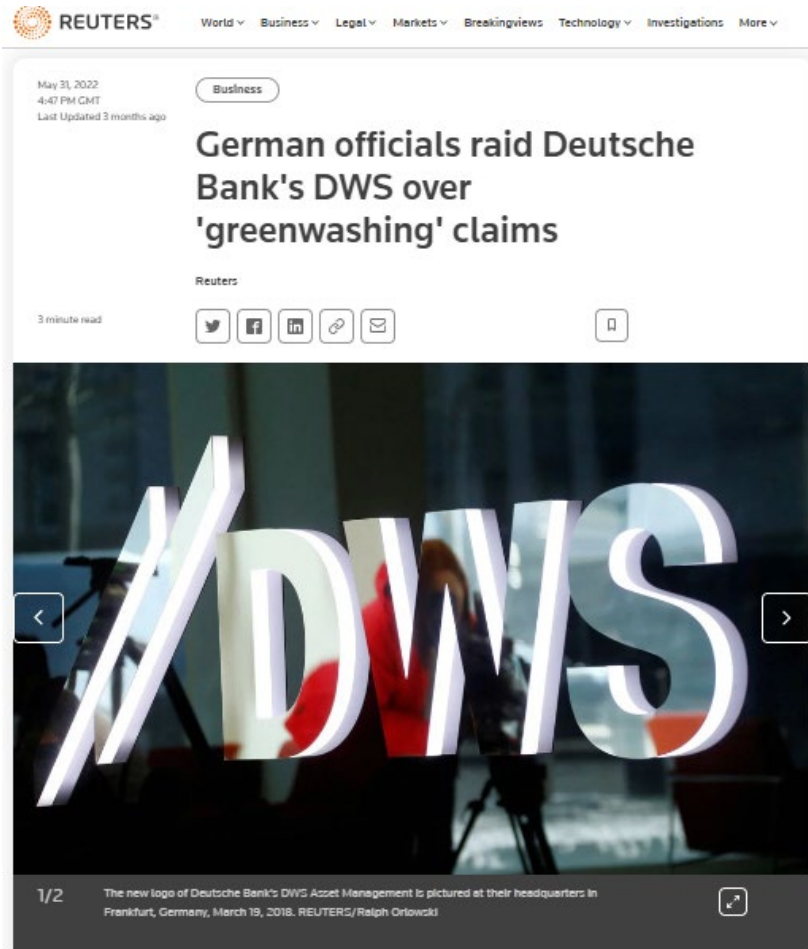 REUTERS®
World Business Legal Markets Breakingviews Technology Investigations More
May 31, 2022
4:47 PM GMT
Last Updated 3 months ago
Business
German officials raid Deutsche
Bank's DWS over
'greenwashing' claims
Reuters
3 minute read
//DWS
1/2
The new logo of Deutsche Bank's DWS Asset Management is pictured at their headquarters in
Frankfurt, Germany, March 19, 2018. REUTERS/Ralph Orlowski